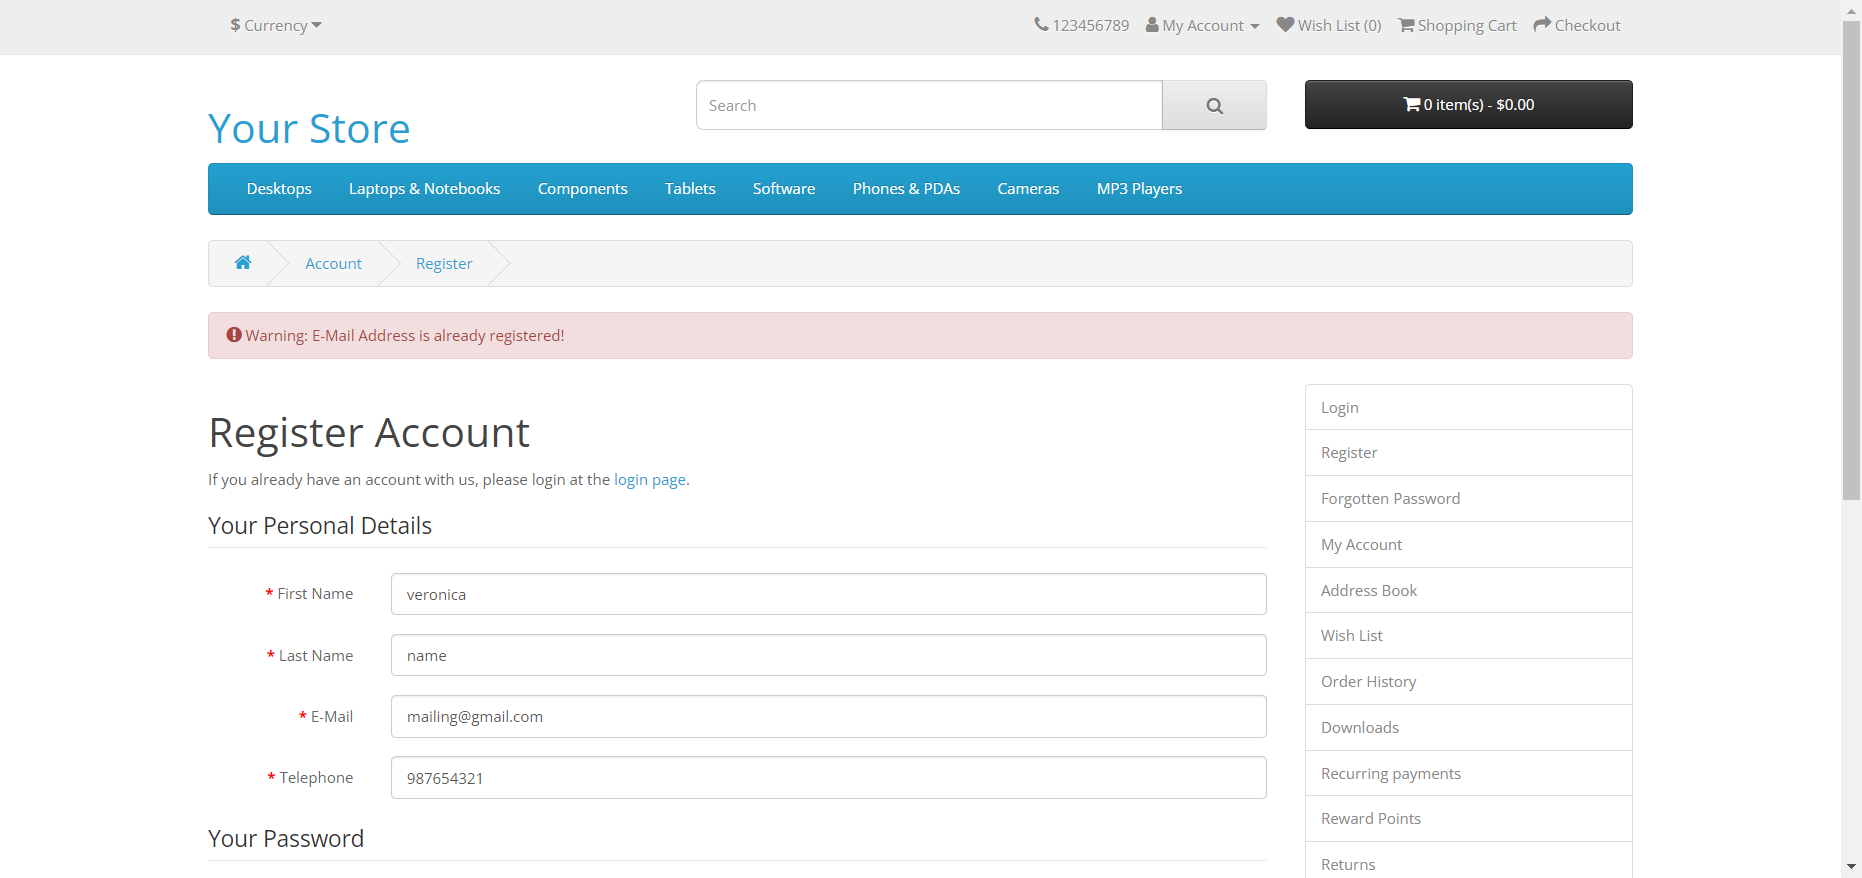 $ Currency
123456789 My Account Wish List (0) Shopping Cart Checkout
Your Store
Search
0 item(s) - $0.00
Desktops Laptops & Notebooks Components Tablets Software Phones & PDAs Cameras MP3 Players
Account Register
Warning: E-Mail Address is already registered!
Register Account
If you already have an account with us, please login at the login page.
Your Personal Details
* First Name veronica
* Last Name name
* E-Mail mailing@gmail.com
* Telephone 987654321
Your Password
Login
Register
Forgotten Password
My Account
Address Book
Wish List
Order History
Downloads
Recurring payments
Reward Points
Returns